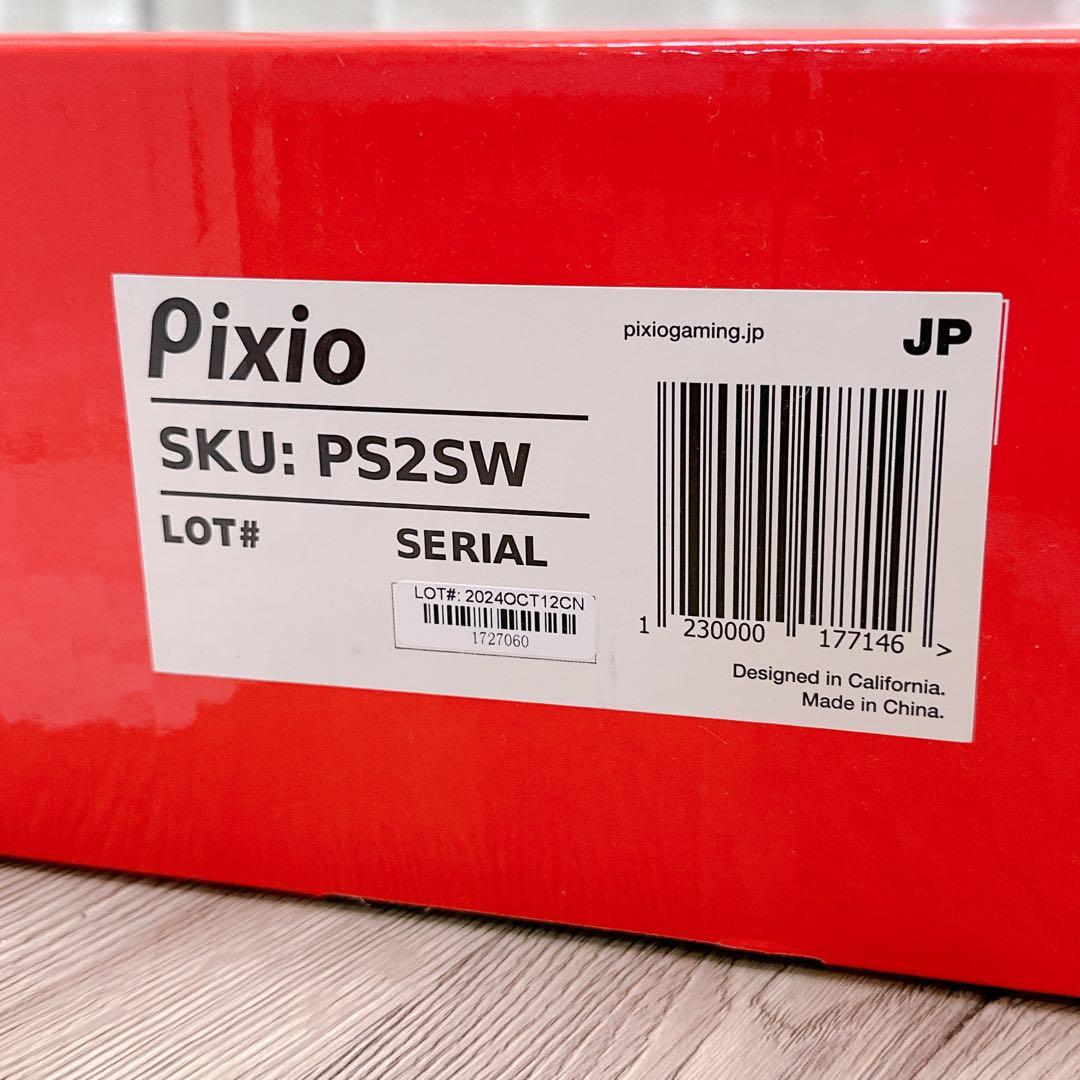 Pixio
pixiogaming.jp
JP
SKU: PS2SW
LOT#
SERIAL
LOT#: 2024OCT12CN
1727060
1 230000 177146 >
Designed in California.
Made in China.